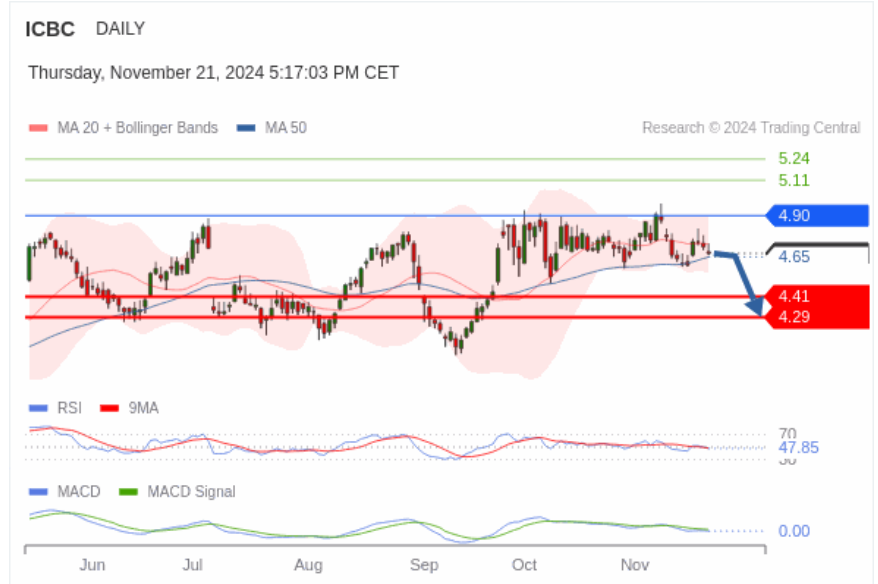 ICBC DAILY
Thursday, November 21, 2024 5:17:03 PM CET
MA 20 + Bollinger Bands MA 50 Research © 2024 Trading Central
5.24
5.11
4.90
4.65
4.41
4.29
RSI 9MA
70
47.85
30
MACD MACD Signal
0.00
Jun Jul Aug Sep Oct Nov